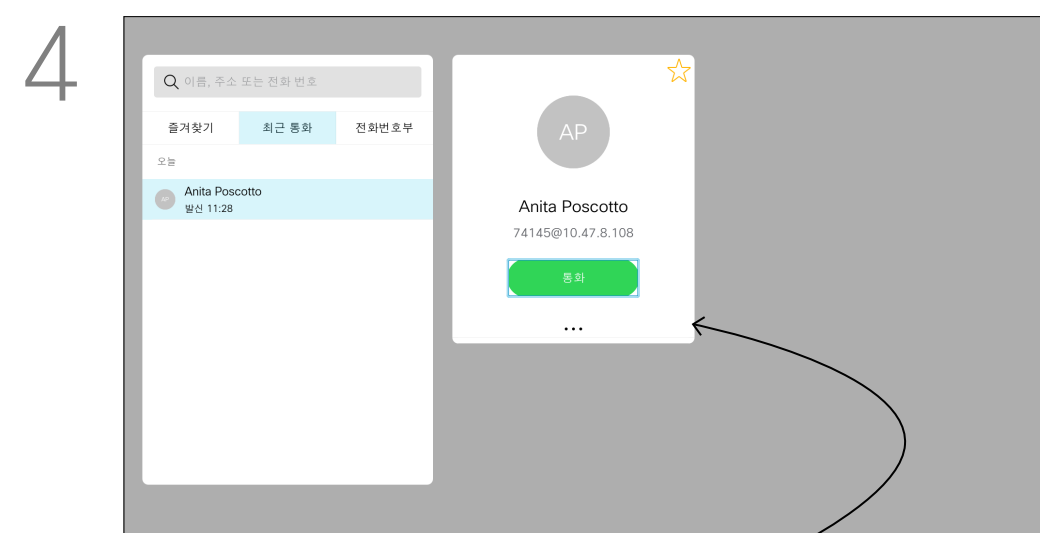 4
이름, 주소 또는 전화 번호
즐겨찾기 최근 통화 전화번호부
오늘
AP
Anita Poscotto
발신 11:28
AP
Anita Poscotto
74145@10.47.8.108
통화